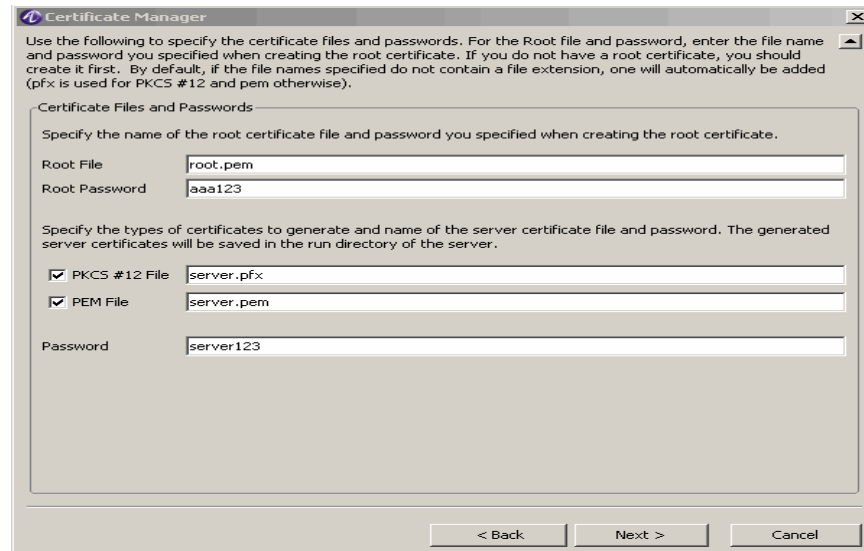 Certificate Manager
Use the following to specify the certificate files and passwords. For the Root file and password, enter the file name
and password you specified when creating the root certificate. If you do not have a root certificate, you should
create it first. By default, if the file names specified do not contain a file extension, one will automatically be added
(pfx is used for PKCS #12 and pem otherwise).
Certificate Files and Passwords
Specify the name of the root certificate file and password you specified when creating the root certificate.
Root File root.pem
Root Password aaa123
Specify the types of certificates to generate and name of the server certificate file and password. The generated
server certificates will be saved in the run directory of the server.
PKCS #12 File server.pfx
PEM File server.pem
Password server123
< Back Next > Cancel